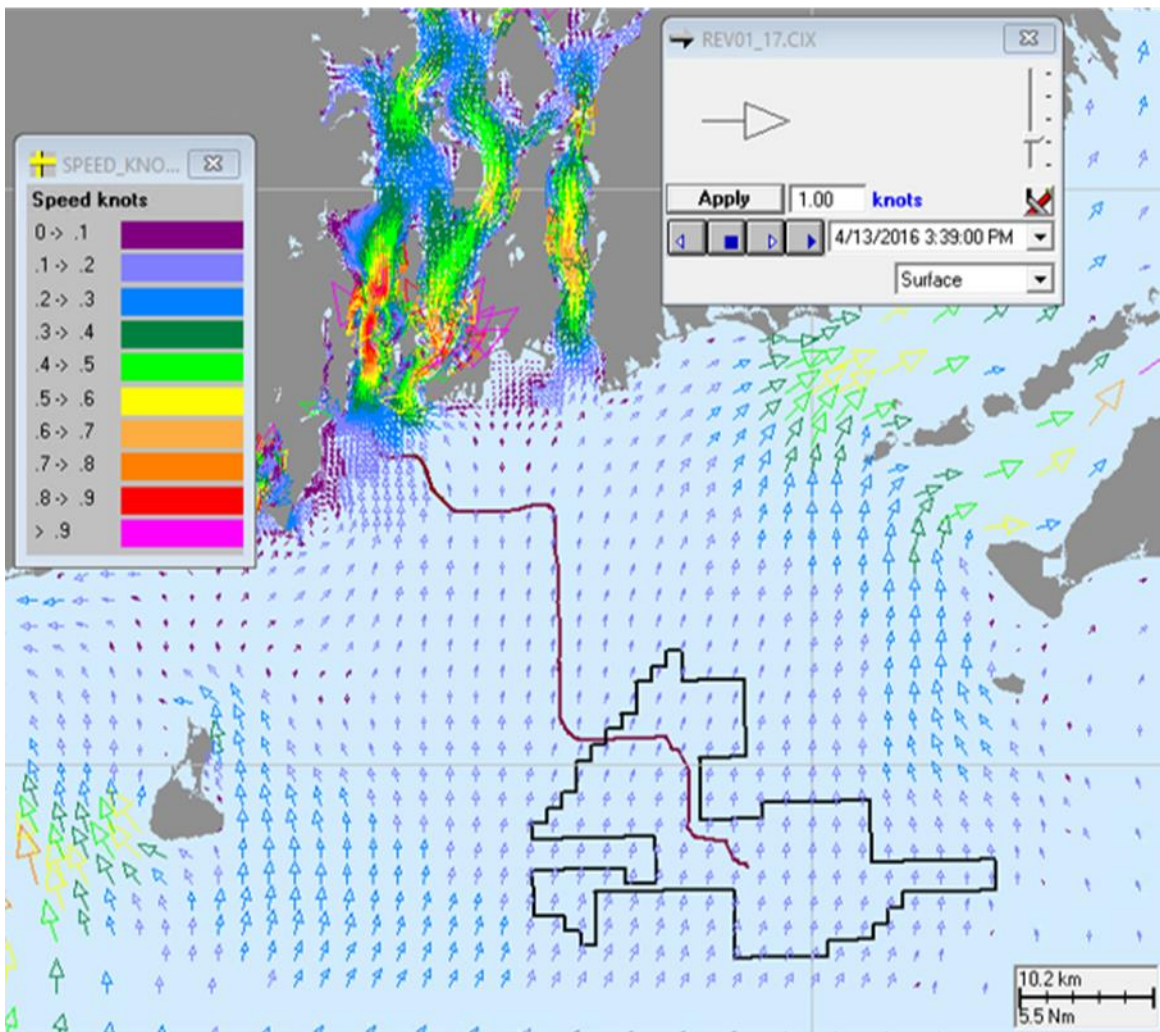 REV01_17.CIX
Apply 1.00 knots
4/13/2016 3:39:00 PM
Surface
SPEED_KNO...
Speed knots
0-> .1
.1-> .2
.2-> .3
.3-> .4
.4-> .5
.5-> .6
.6-> .7
.7-> .8
.8-> .9
> .9
10.2 km
5.5 Nm